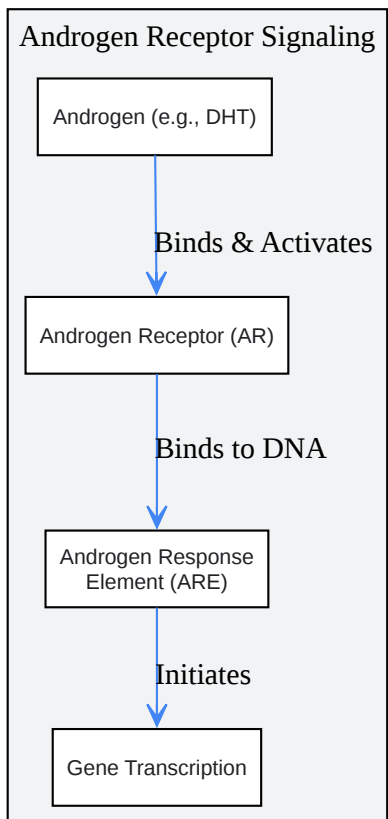 Androgen Receptor Signaling
Androgen (e.g., DHT)
Binds & Activates
Androgen Receptor (AR)
Binds to DNA
Androgen Response
Element (ARE)
Initiates
Gene Transcription